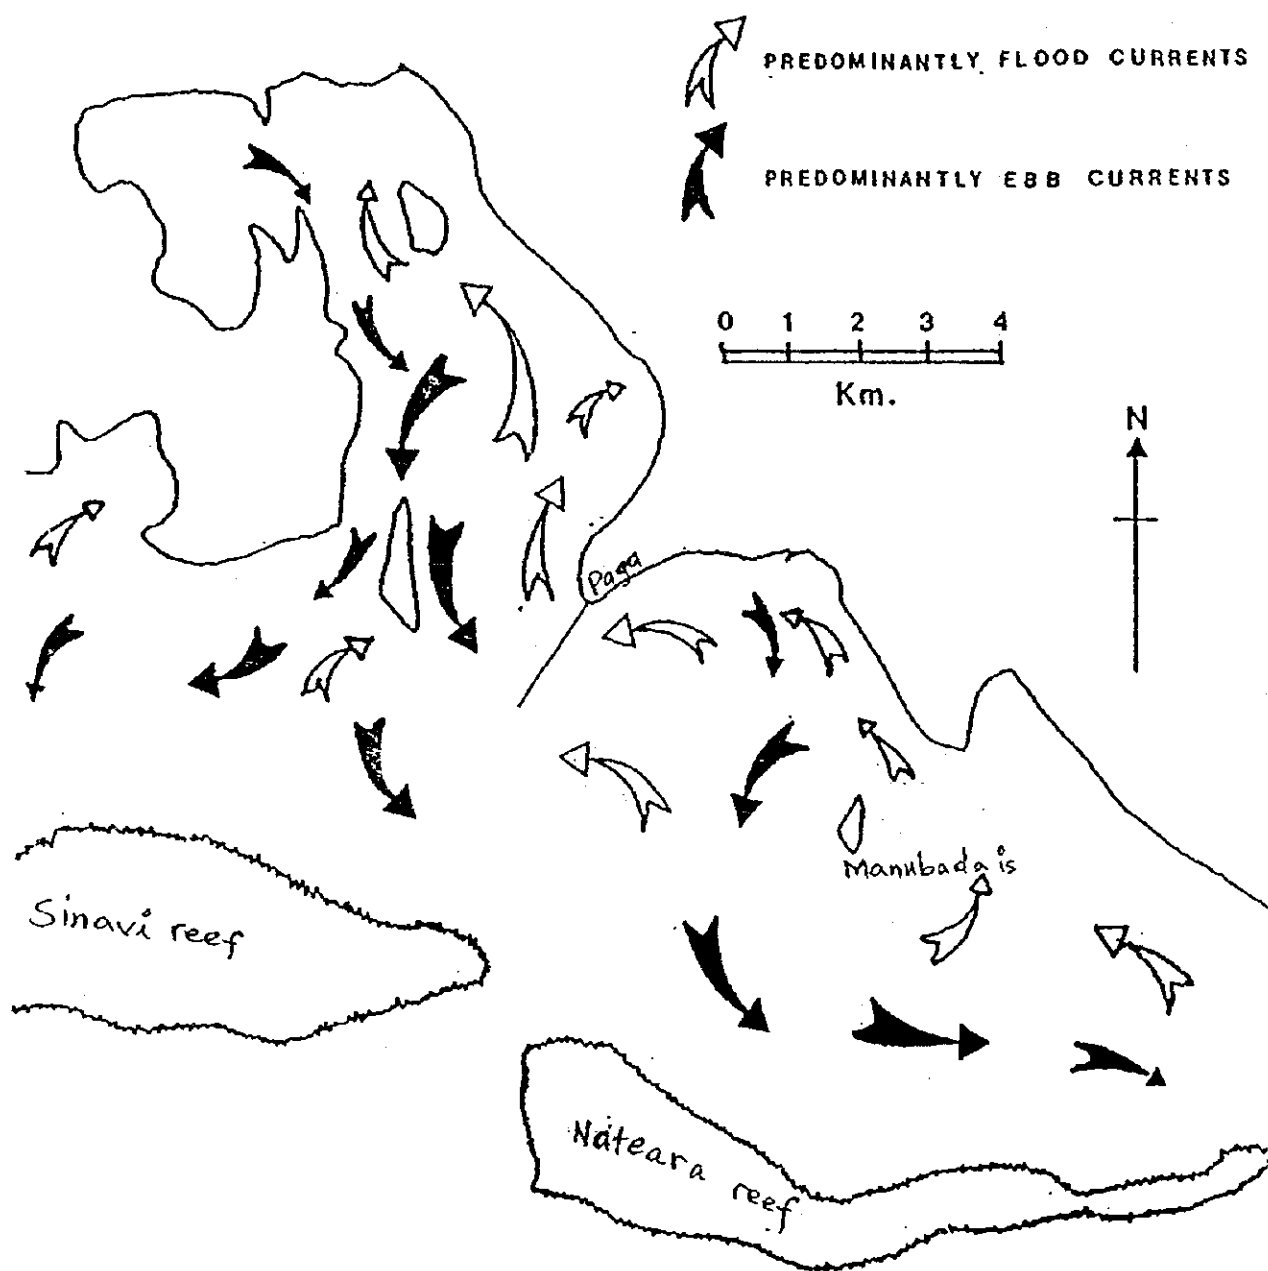 PREDOMINANTLY FLOOD CURRENTS
PREDOMINANTLY EBB CURRENTS
0 1 2 3 4
Km.
N
Paga
Manubada is
Sinavi reef
Nateara reef